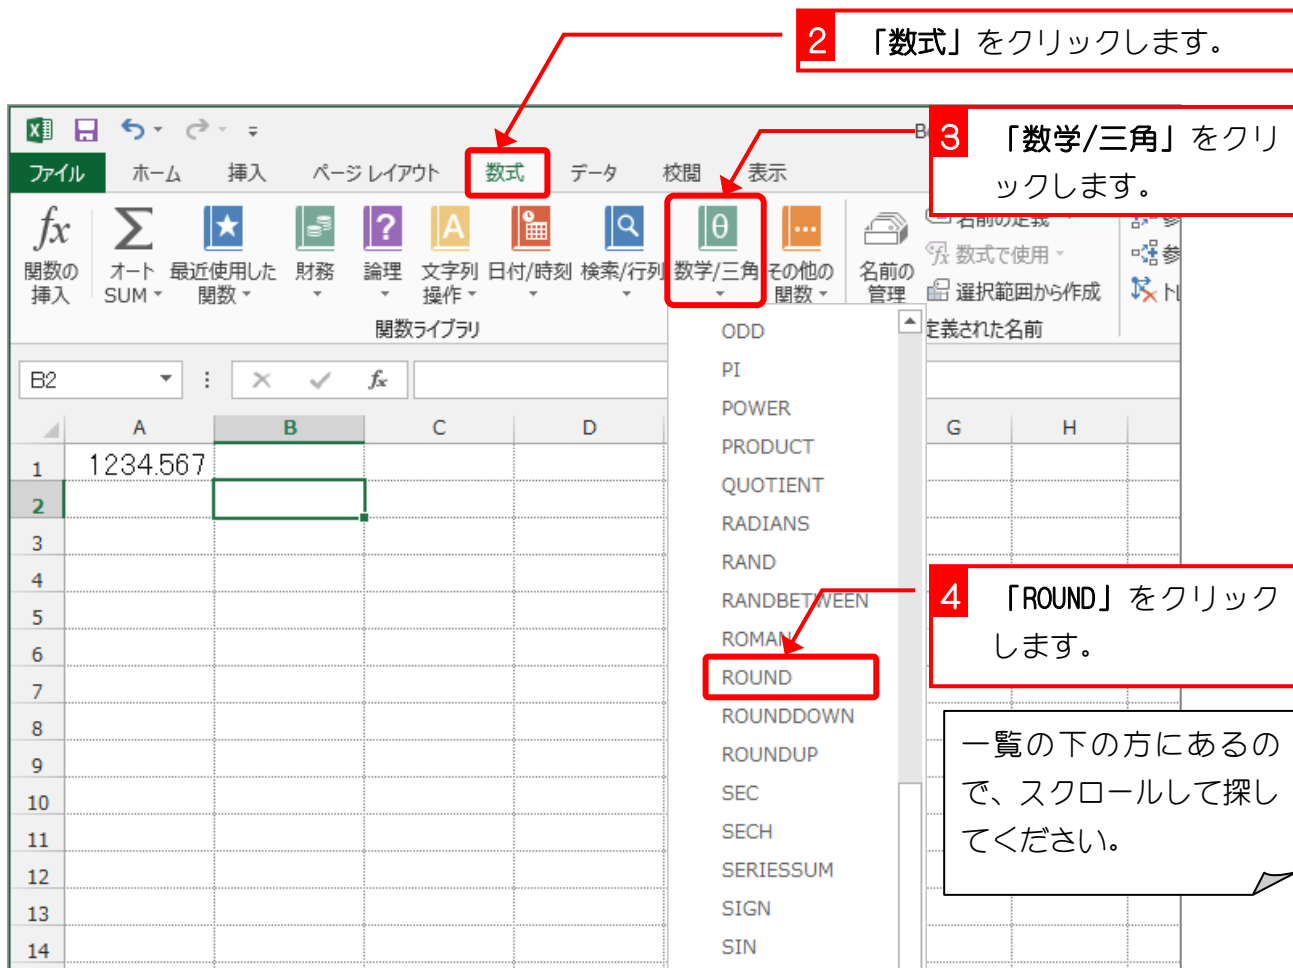 2 「数式」をクリックします。
3 「数学/三角」をクリ
ックします。
ファイル ホーム 挿入 ページ レイアウト 数式 データ 校閲 表示
fx Σ ? A θ ...
関数の
挿入
オート
SUM
最近使用した
関数
財務
論理
文字列
操作
日付/時刻
検索/行列
数学/三角
その他の
関数
名前の
管理
名前の定義
数式で使用
選択範囲から作成
関数ライブラリ
定義された名前
B2 fx
A B C D G H
1 1234.567
2
3
4
5
6
7
8
9
10
11
12
13
14
ODD
PI
POWER
PRODUCT
QUOTIENT
RADIANS
RAND
RANDBETWEEN
ROMAN
ROUND
ROUNDDOWN
ROUNDUP
SEC
SECH
SERIESSUM
SIGN
SIN
4 「ROUND」をクリック
します。
一覧の下の方にあるの
で、スクロールして探し
てください。